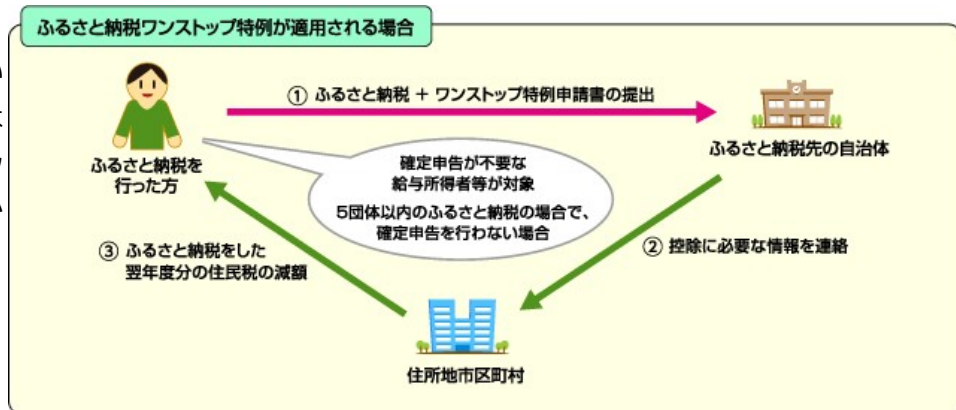 ふるさと納税ワンストップ特例が適用される場合
① ふるさと納税 + ワンストップ特例申請書の提出
ふるさと納税を
行った方
ふるさと納税先の自治体
確定申告が不要な
給与所得者等が対象
5団体以内のふるさと納税の場合で、
確定申告を行わない場合
② 控除に必要な情報を連絡
③ ふるさと納税をした
翌年度分の住民税の減額
住所地市区町村